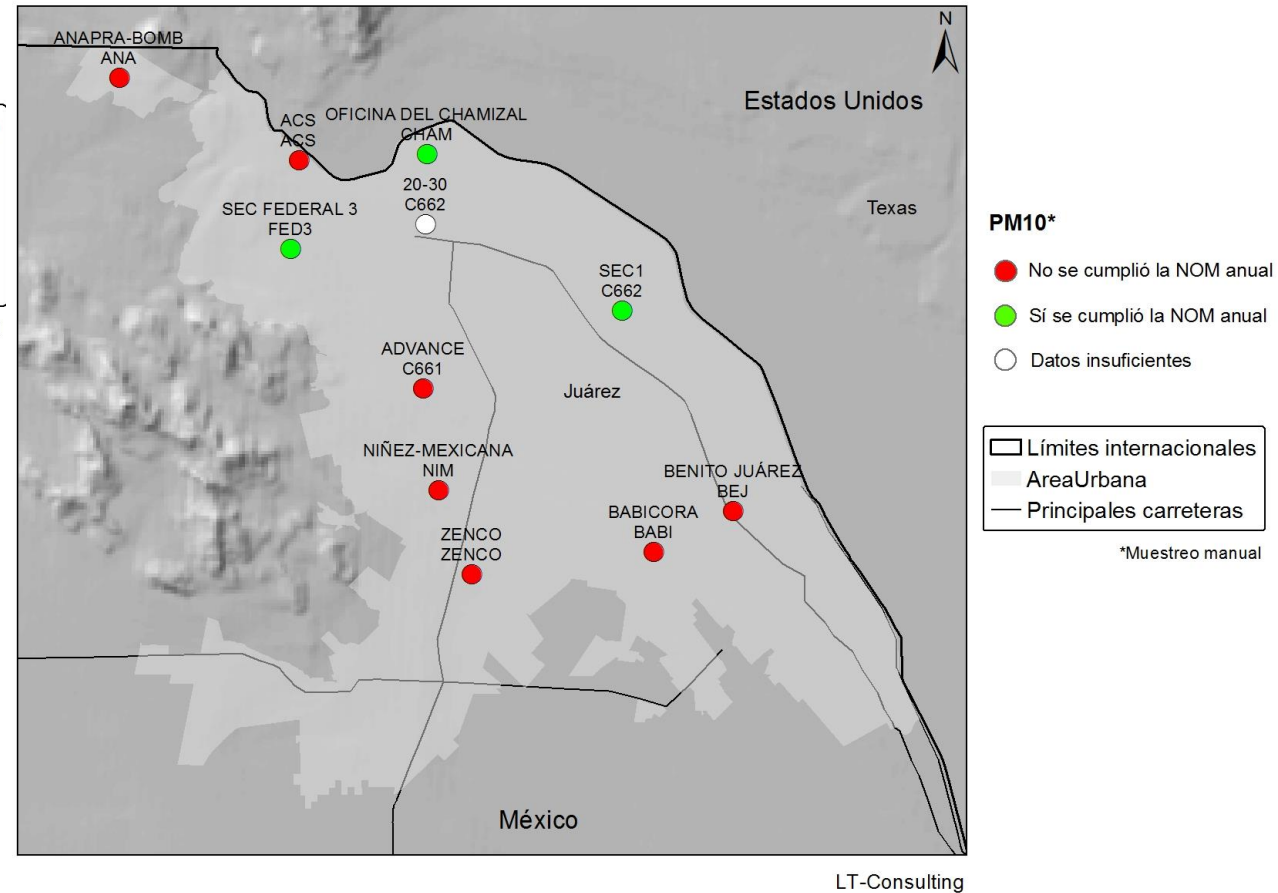 N
ANAPRA-BOMB
ANA
Estados Unidos
ACS
ACS
OFICINA DEL CHAMIZAL
CHAM
20-30
C662
SEC FEDERAL 3
FED3
Texas
SEC1
C662
ADVANCE
C661
Juárez
NIÑEZ-MEXICANA
NIM
BENITO JUÁREZ
BEJ
BABICORA
BABI
ZENCO
ZENCO
México
PM10*
No se cumplió la NOM anual
Sí se cumplió la NOM anual
Datos insuficientes
Límites internacionales
AreaUrbana
Principales carreteras
*Muestreo manual
LT-Consulting